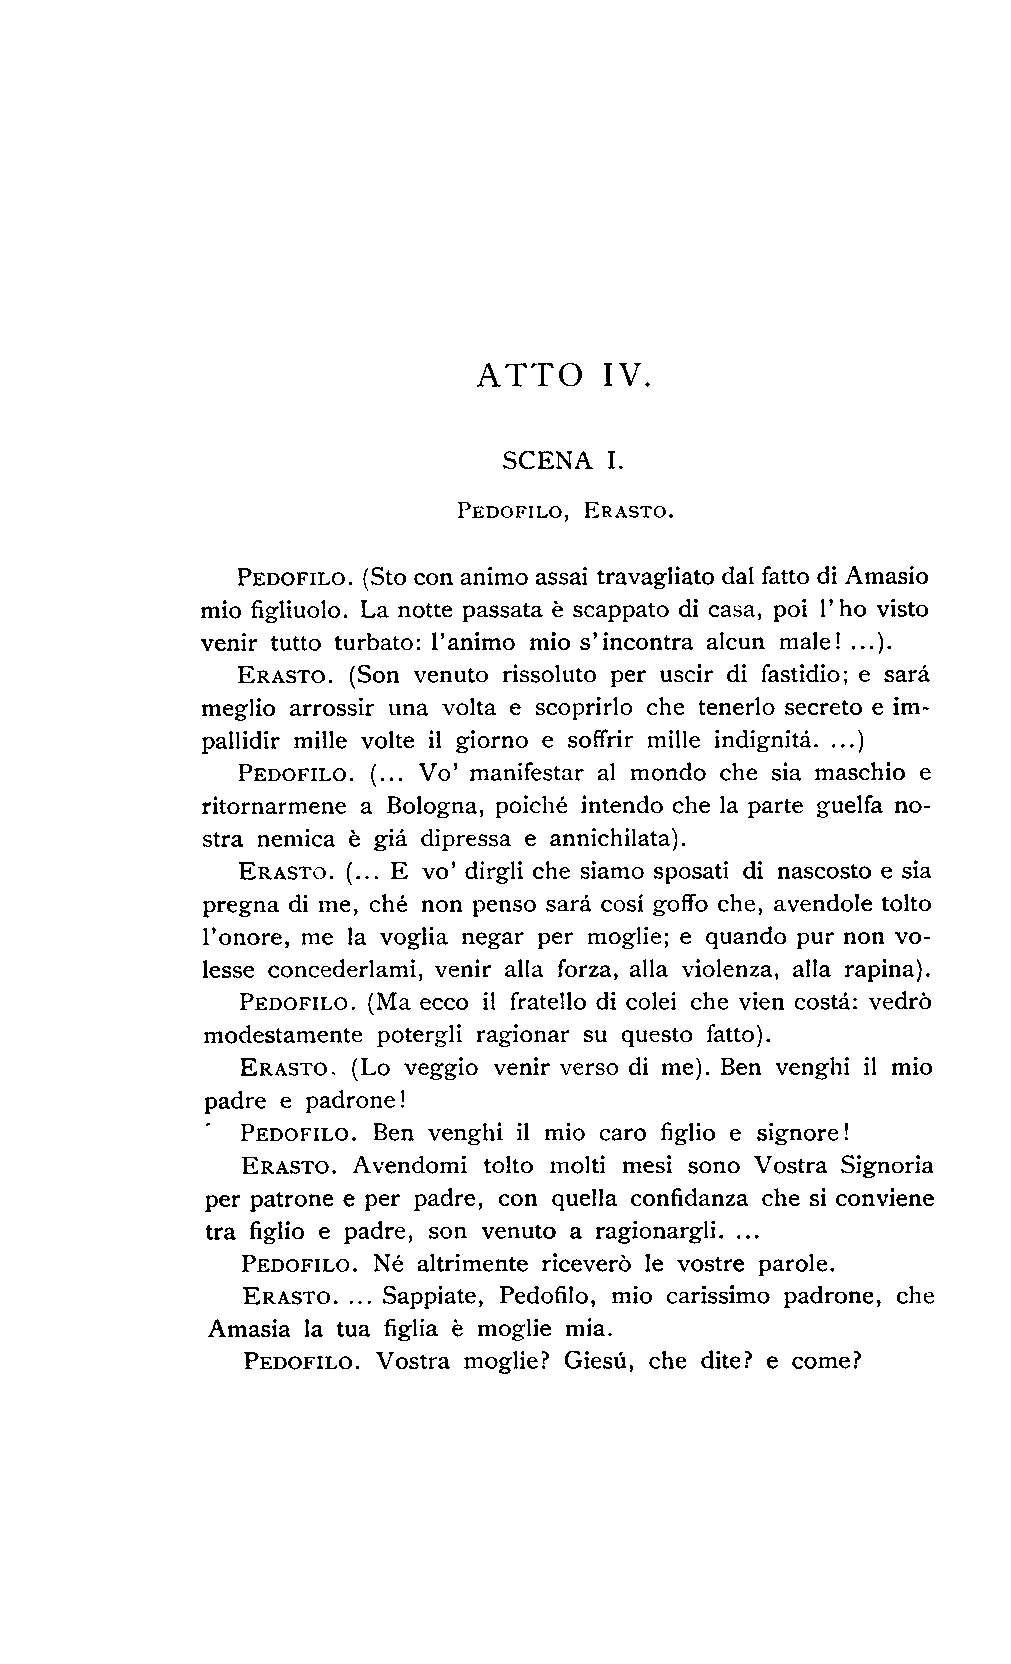 ATTO IV.
SCENA I.
PEDOFILO, ERASTO.
PEDOFILO. (Sto con animo assai travagliato dal fatto di Amasio
mio figliuolo. La notte passata è scappato di casa, poi l'ho visto
venir tutto turbato: l'animo mio s'incontra alcun male! ...).
ERASTO. (Son venuto rissoluto per uscir di fastidio; e sará
meglio arrossir una volta e scoprirlo che tenerlo secreto e im-
pallidir mille volte il giorno e soffrir mille indignitá. ...)
PEDOFILO. (... Vo' manifestar al mondo che sia maschio e
ritornarmene a Bologna, poiché intendo che la parte guelfa no-
stra nemica è giá dipressa e annichilata).
ERASTO. (... E vo' dirgli che siamo sposati di nascosto e sia
pregna di me, ché non penso sará cosí goffo che, avendole tolto
l'onore, me la voglia negar per moglie; e quando pur non vo-
lesse concederlami, venir alla forza, alla violenza, alla rapina).
PEDOFILO. (Ma ecco il fratello di colei che vien costá: vedrò
modestamente potergli ragionar su questo fatto).
ERASTO. (Lo veggio venir verso di me). Ben venghi il mio
padre e padrone!
PEDOFILO. Ben venghi il mio caro figlio e signore!
ERASTO. Avendomi tolto molti mesi sono Vostra Signoria
per patrone e per padre, con quella confidanza che si conviene
tra figlio e padre, son venuto a ragionargli. ...
PEDOFILO. Né altrimente riceverò le vostre parole.
ERASTO. ... Sappiate, Pedofilo, mio carissimo padrone, che
Amasia la tua figlia è moglie mia.
PEDOFILO. Vostra moglie? Giesú, che dite? e come?